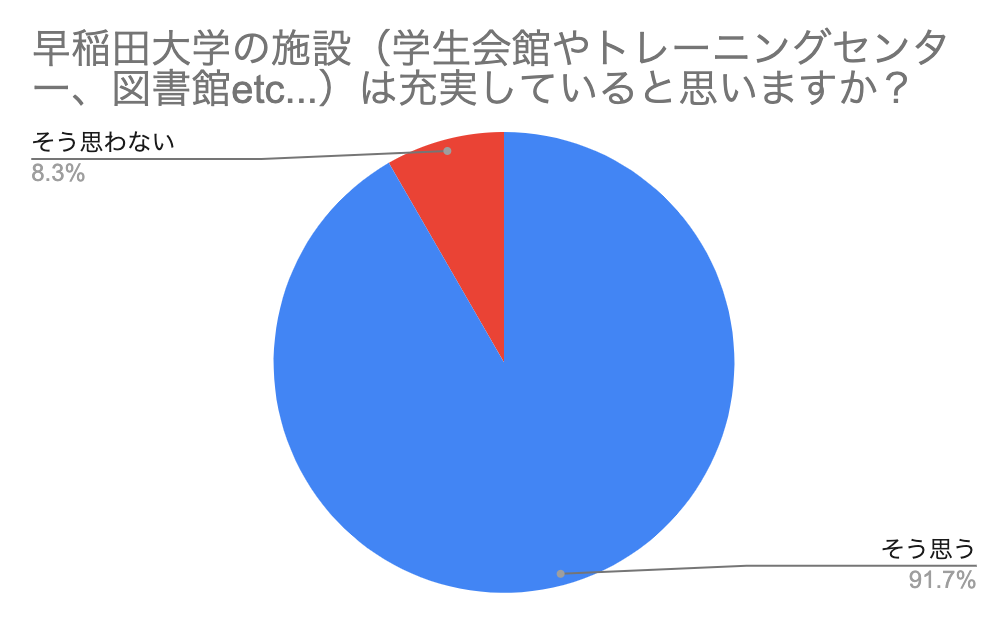 早稲田大学の施設（学生会館やトレーニングセンタ
ー、図書館etc...）は充実していると思いますか？
そう思わない
8.3%
そう思う
91.7%